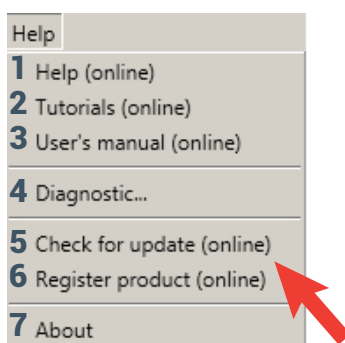 Help
1 Help (online)
2 Tutorials (online)
3 User's manual (online)
4 Diagnostic...
5 Check for update (online)
6 Register product (online)
7 About